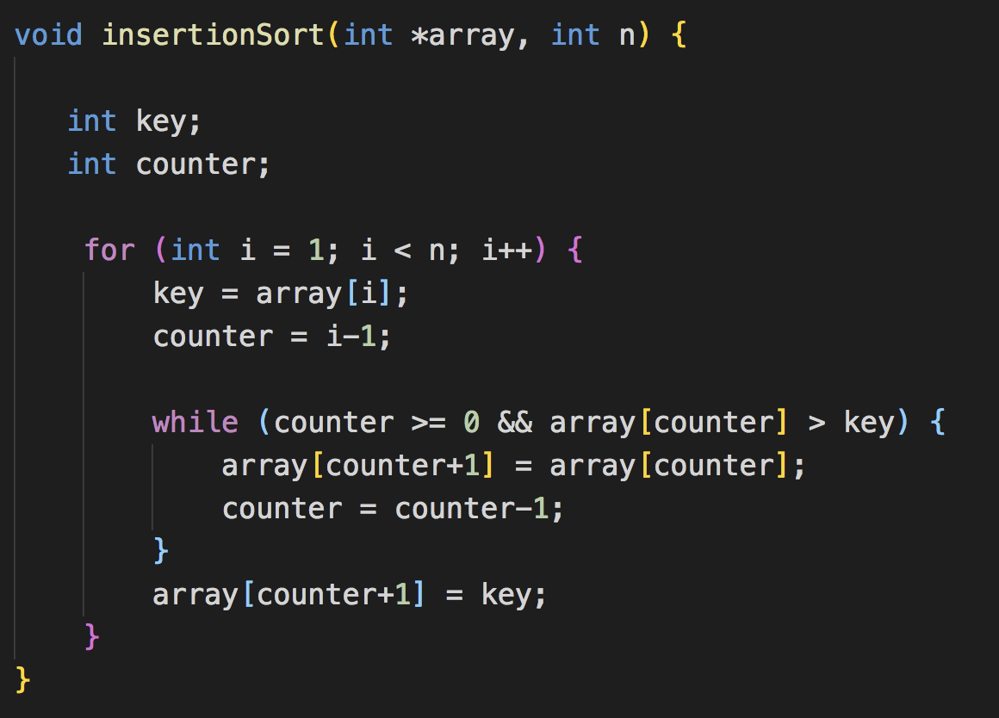 void insertionSort(int *array, int n) {
int key;
int counter;
for (int i = 1; i < n; i++) {
key = array[i];
counter = i-1;
while (counter >= 0 && array[counter] > key) {
array[counter+1] = array[counter];
counter = counter-1;
}
array[counter+1] = key;
}
}